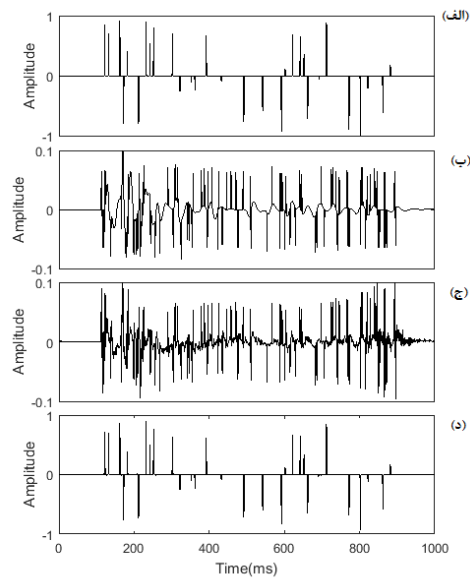 (الف)
1
0
-1
Amplitude
(ب)
0.1
0
-0.1
Amplitude
(ج)
0.1
0
-0.1
Amplitude
(د)
1
0
-1
Amplitude
0 200 400 600 800 1000
Time(ms)